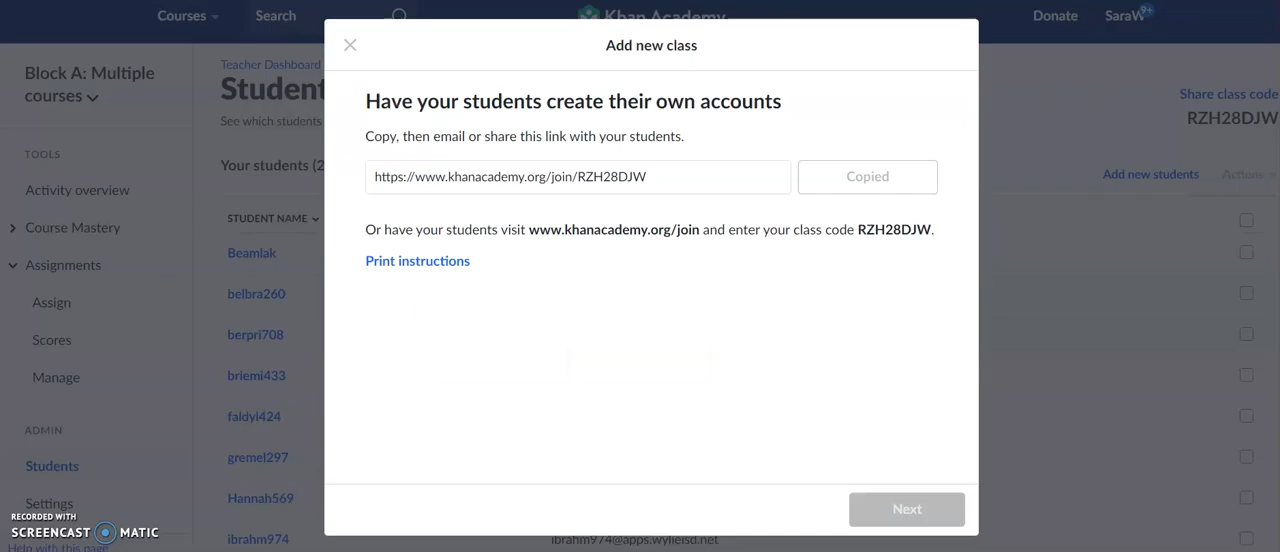 Courses
Search
Khan Academy
Donate
SaraW
9+
Add new class
Block A: Multiple
courses
Teacher Dashboard
Student
See which students
Share class code
RZH28DJW
Have your students create their own accounts
Copy, then email or share this link with your students.
https://www.khanacademy.org/join/RZH28DJW
Copied
Or have your students visit www.khanacademy.org/join and enter your class code RZH28DJW.
Print instructions
TOOLS
Your students (2
Add new students
Actions
Activity overview
STUDENT NAME
Course Mastery
Beamlak
Assignments
belbra260
Assign
berpri708
Scores
briemi433
Manage
faldyi424
ADMIN
gremel297
Students
Hannah569
Settings
Next
RECORDED WITH
SCREENCAST MATIC
ibrahm974
ibrahm974@apps.wylieisd.net
Help with this page